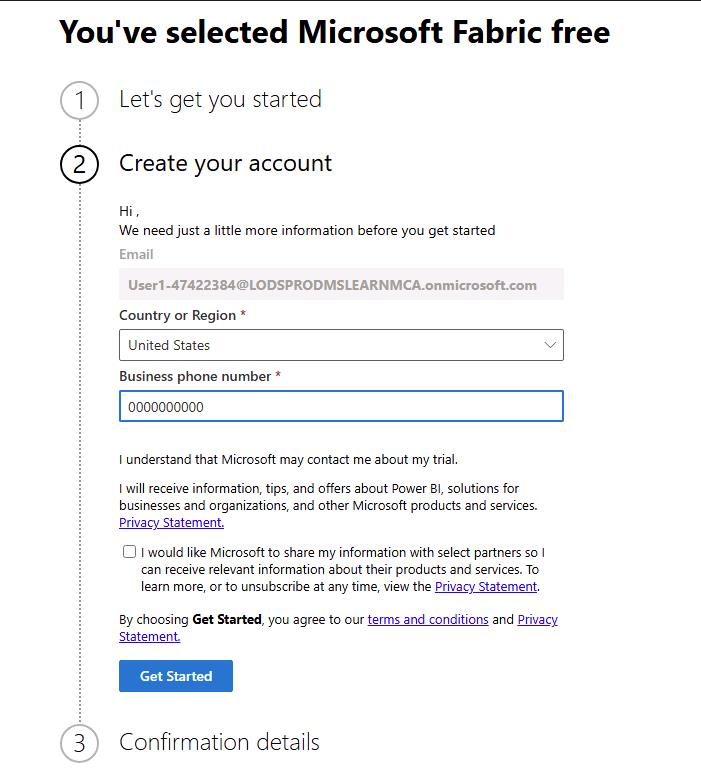 You've selected Microsoft Fabric free
1 Let's get you started
2 Create your account
Hi ,
We need just a little more information before you get started
Email
User1-47422384@LODSPRODMSLEARNMCA.onmicrosoft.com
Country or Region *
United States
Business phone number *
0000000000
I understand that Microsoft may contact me about my trial.
I will receive information, tips, and offers about Power BI, solutions for
businesses and organizations, and other Microsoft products and services.
Privacy Statement.
I would like Microsoft to share my information with select partners so I
can receive relevant information about their products and services. To
learn more, or to unsubscribe at any time, view the Privacy Statement.
By choosing Get Started, you agree to our terms and conditions and Privacy
Statement.
Get Started
3 Confirmation details